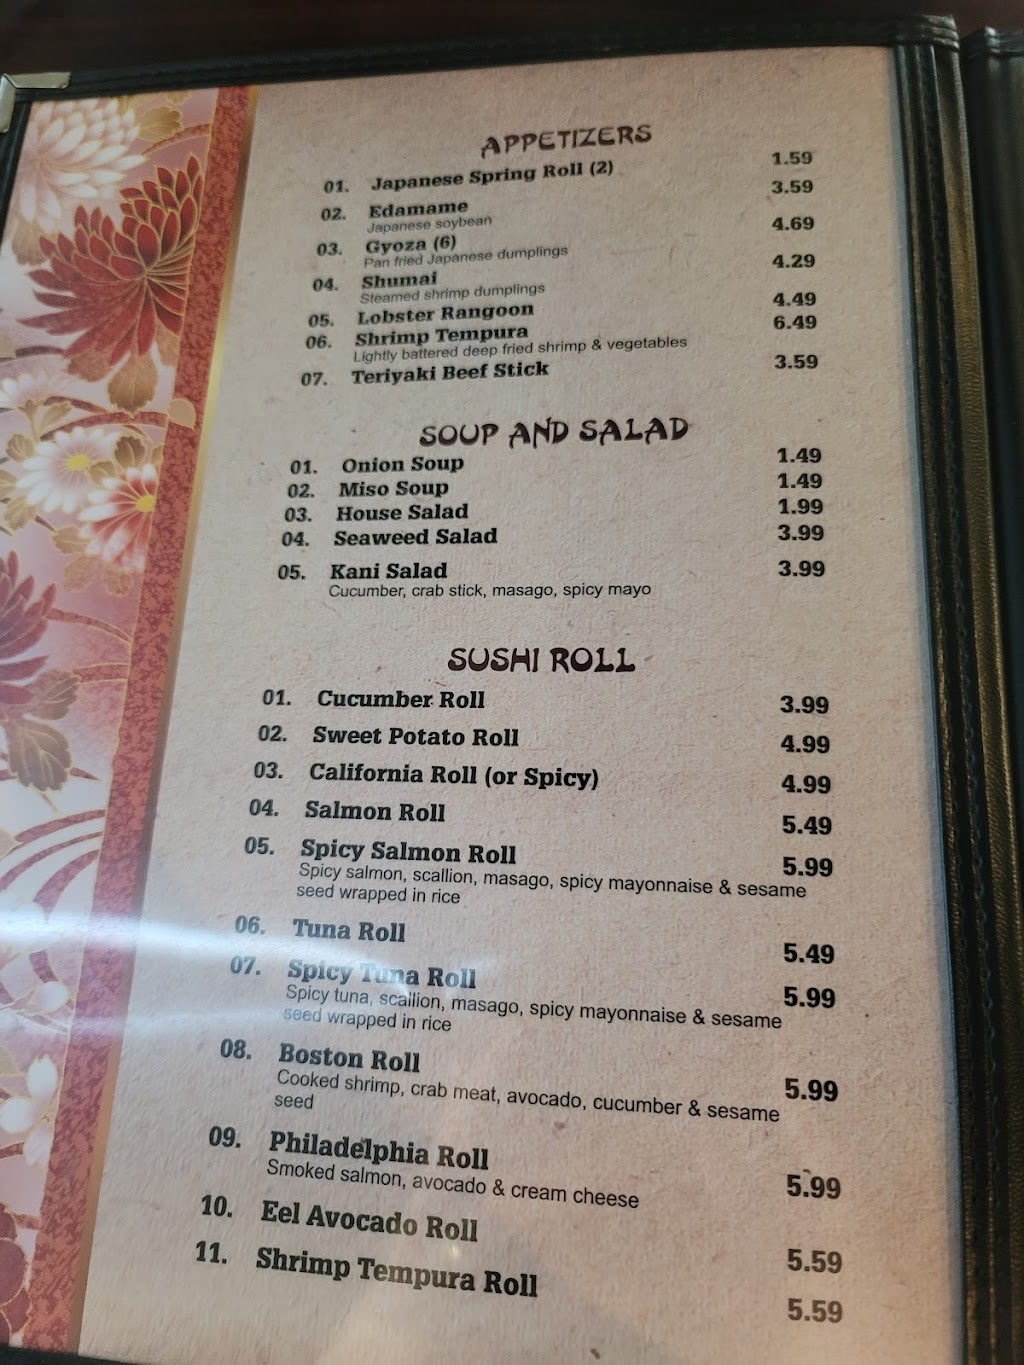 APPETIZERS
01. Japanese Spring Roll (2) 1.59
02. Edamame 3.59
Japanese soybean
03. Gyoza (6) 4.69
Pan fried Japanese dumplings
04. Shumai 4.29
Steamed shrimp dumplings
05. Lobster Rangoon 4.49
06. Shrimp Tempura 6.49
Lightly battered deep fried shrimp & vegetables
07. Teriyaki Beef Stick 3.59
SOUP AND SALAD
01. Onion Soup 1.49
02. Miso Soup 1.49
03. House Salad 1.99
04. Seaweed Salad 3.99
05. Kani Salad 3.99
Cucumber, crab stick, masago, spicy mayo
SUSHI ROLL
01. Cucumber Roll 3.99
02. Sweet Potato Roll 4.99
03. California Roll (or Spicy) 4.99
04. Salmon Roll 5.49
05. Spicy Salmon Roll 5.99
Spicy salmon, scallion, masago, spicy mayonnaise & sesame
seed wrapped in rice
06. Tuna Roll 5.49
07. Spicy Tuna Roll 5.99
Spicy tuna, scallion, masago, spicy mayonnaise & sesame
seed wrapped in rice
08. Boston Roll 5.99
Cooked shrimp, crab meat, avocado, cucumber & sesame
seed
09. Philadelphia Roll 5.99
Smoked salmon, avocado & cream cheese
10. Eel Avocado Roll 5.59
11. Shrimp Tempura Roll 5.59